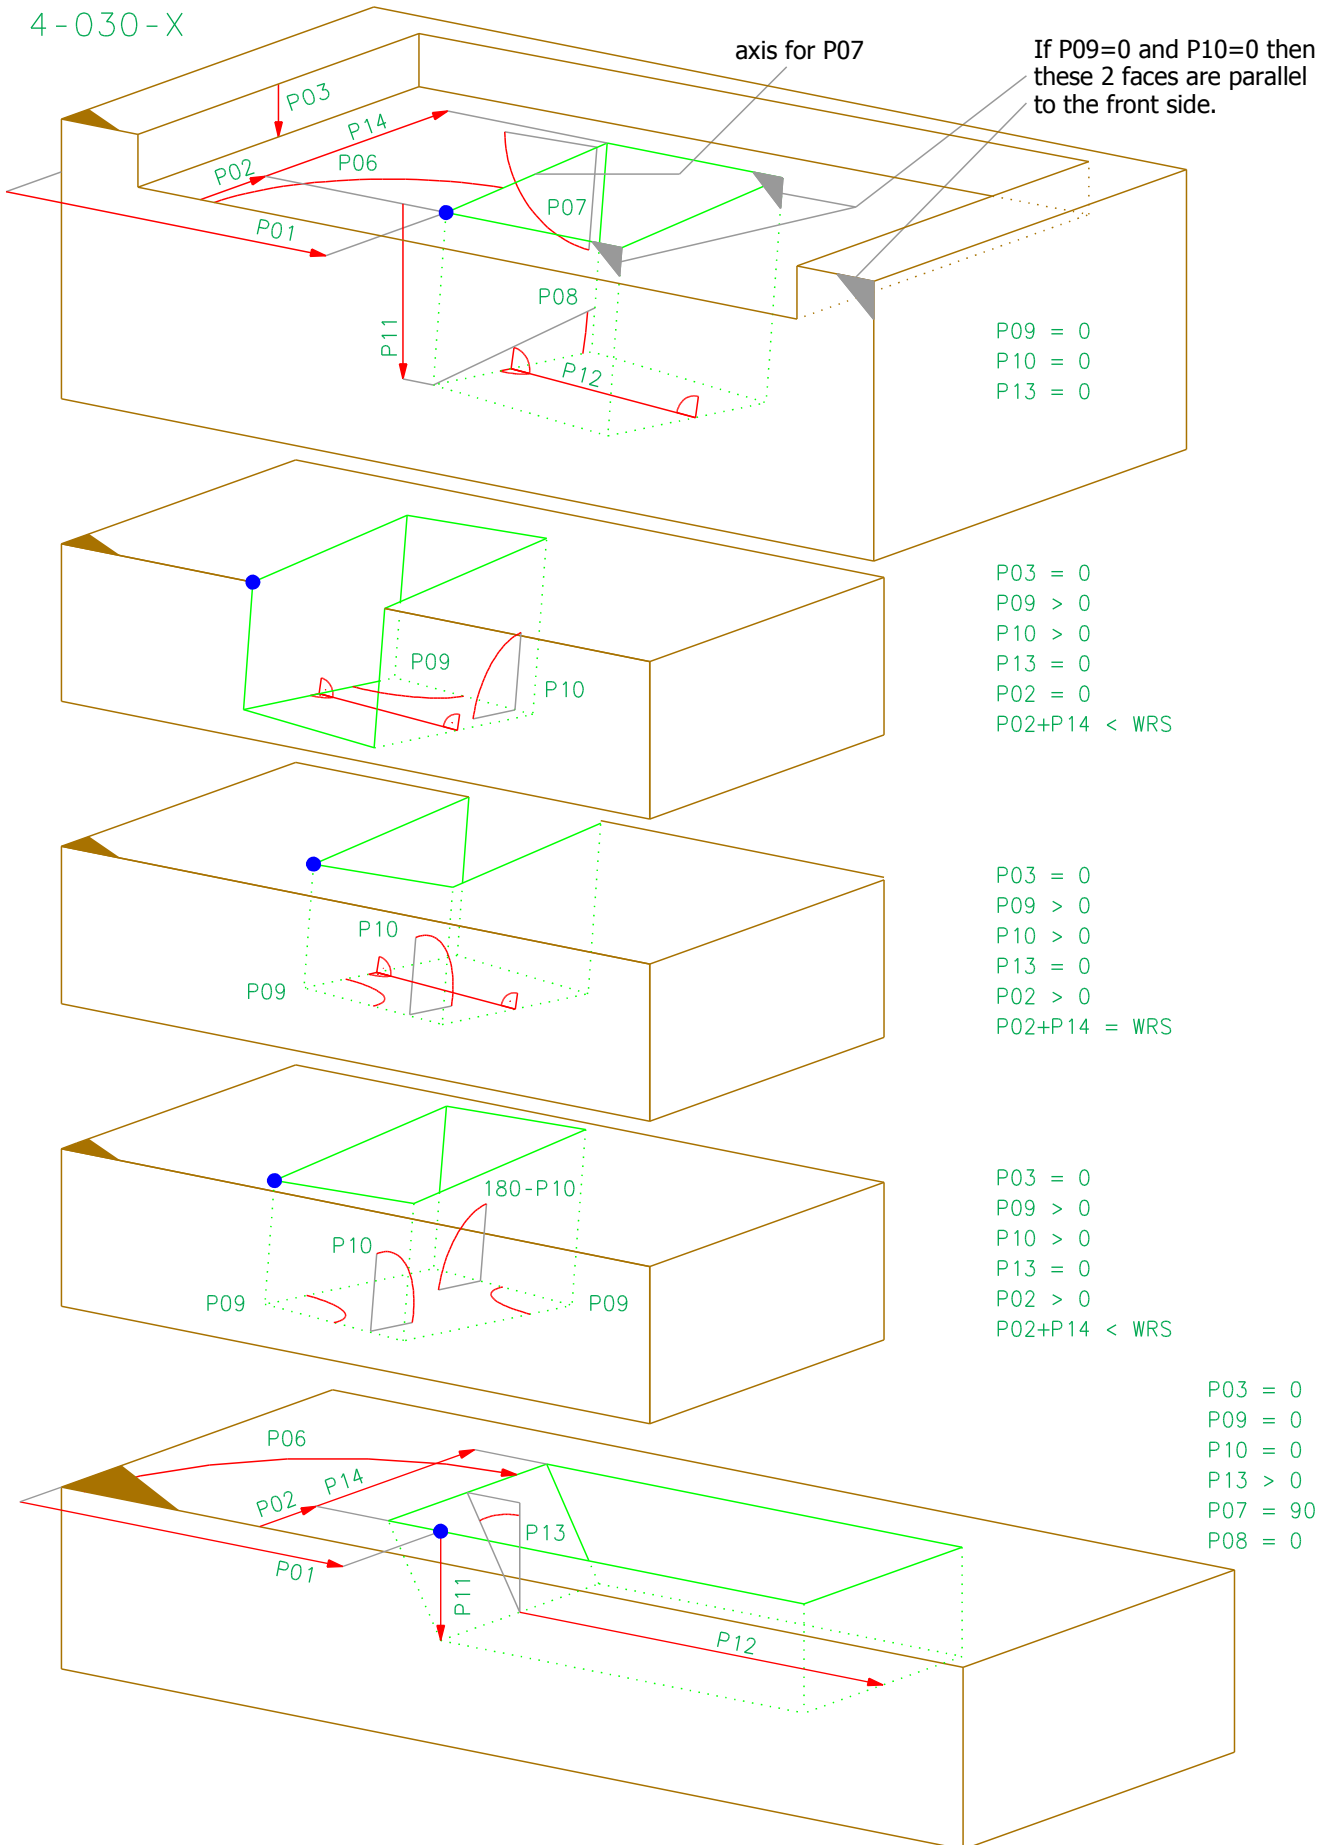 4-030-X
axis for P07
If P09=0 and P10=0 then
these 2 faces are parallel
to the front side.
P03
P14
P02
P06
P07
P01
P08
P11
P12
P09 = 0
P10 = 0
P13 = 0
P03 = 0
P09 > 0
P10 > 0
P13 = 0
P02 = 0
P02+P14 < WRS
P09
P10
P03 = 0
P09 > 0
P10 > 0
P13 = 0
P02 > 0
P02+P14 = WRS
P10
P09
P03 = 0
P09 > 0
P10 > 0
P13 = 0
P02 > 0
P02+P14 < WRS
180-P10
P10
P09
P09
P03 = 0
P09 = 0
P10 = 0
P13 > 0
P07 = 90
P08 = 0
P06
P14
P02
P13
P01
P11
P12